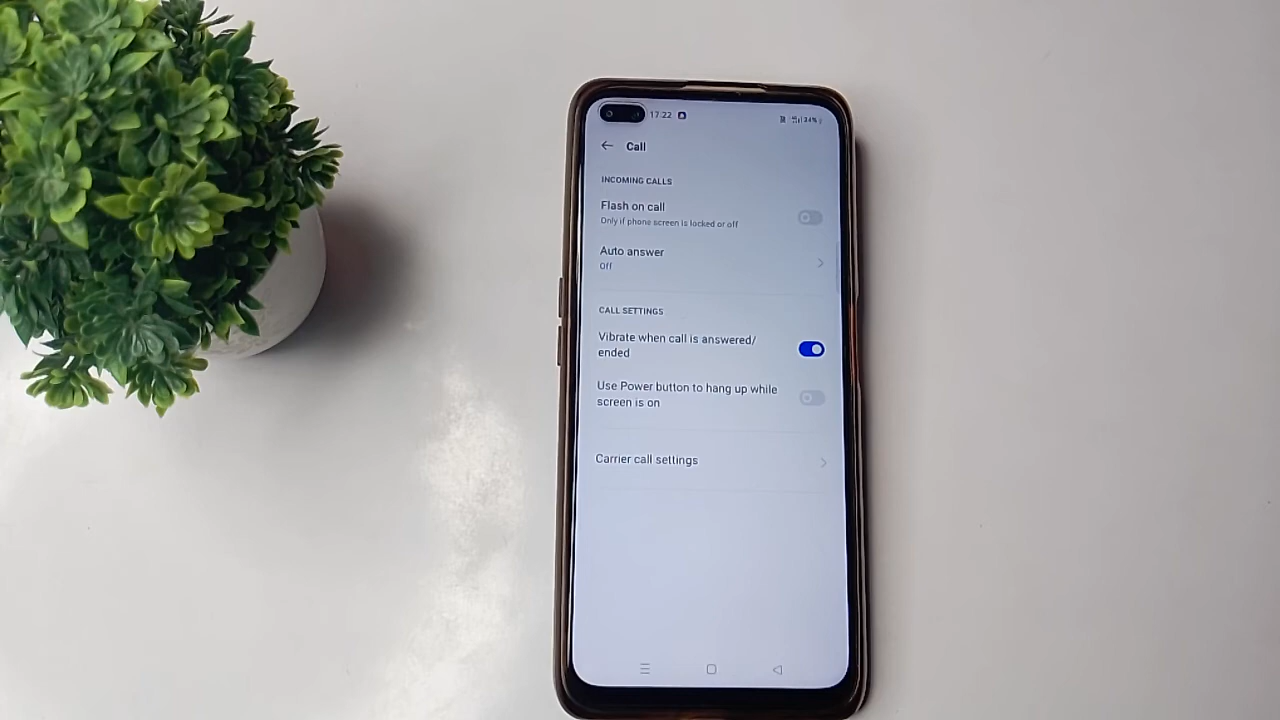 17.22
34%
Call
INCOMING CALLS
Flash on call
Only if phone screen is locked or off
Auto answer
Off
CALL SETTINGS
Vibrate when call is answered/
ended
Use Power button to hang up while
screen is on
Carrier call settings